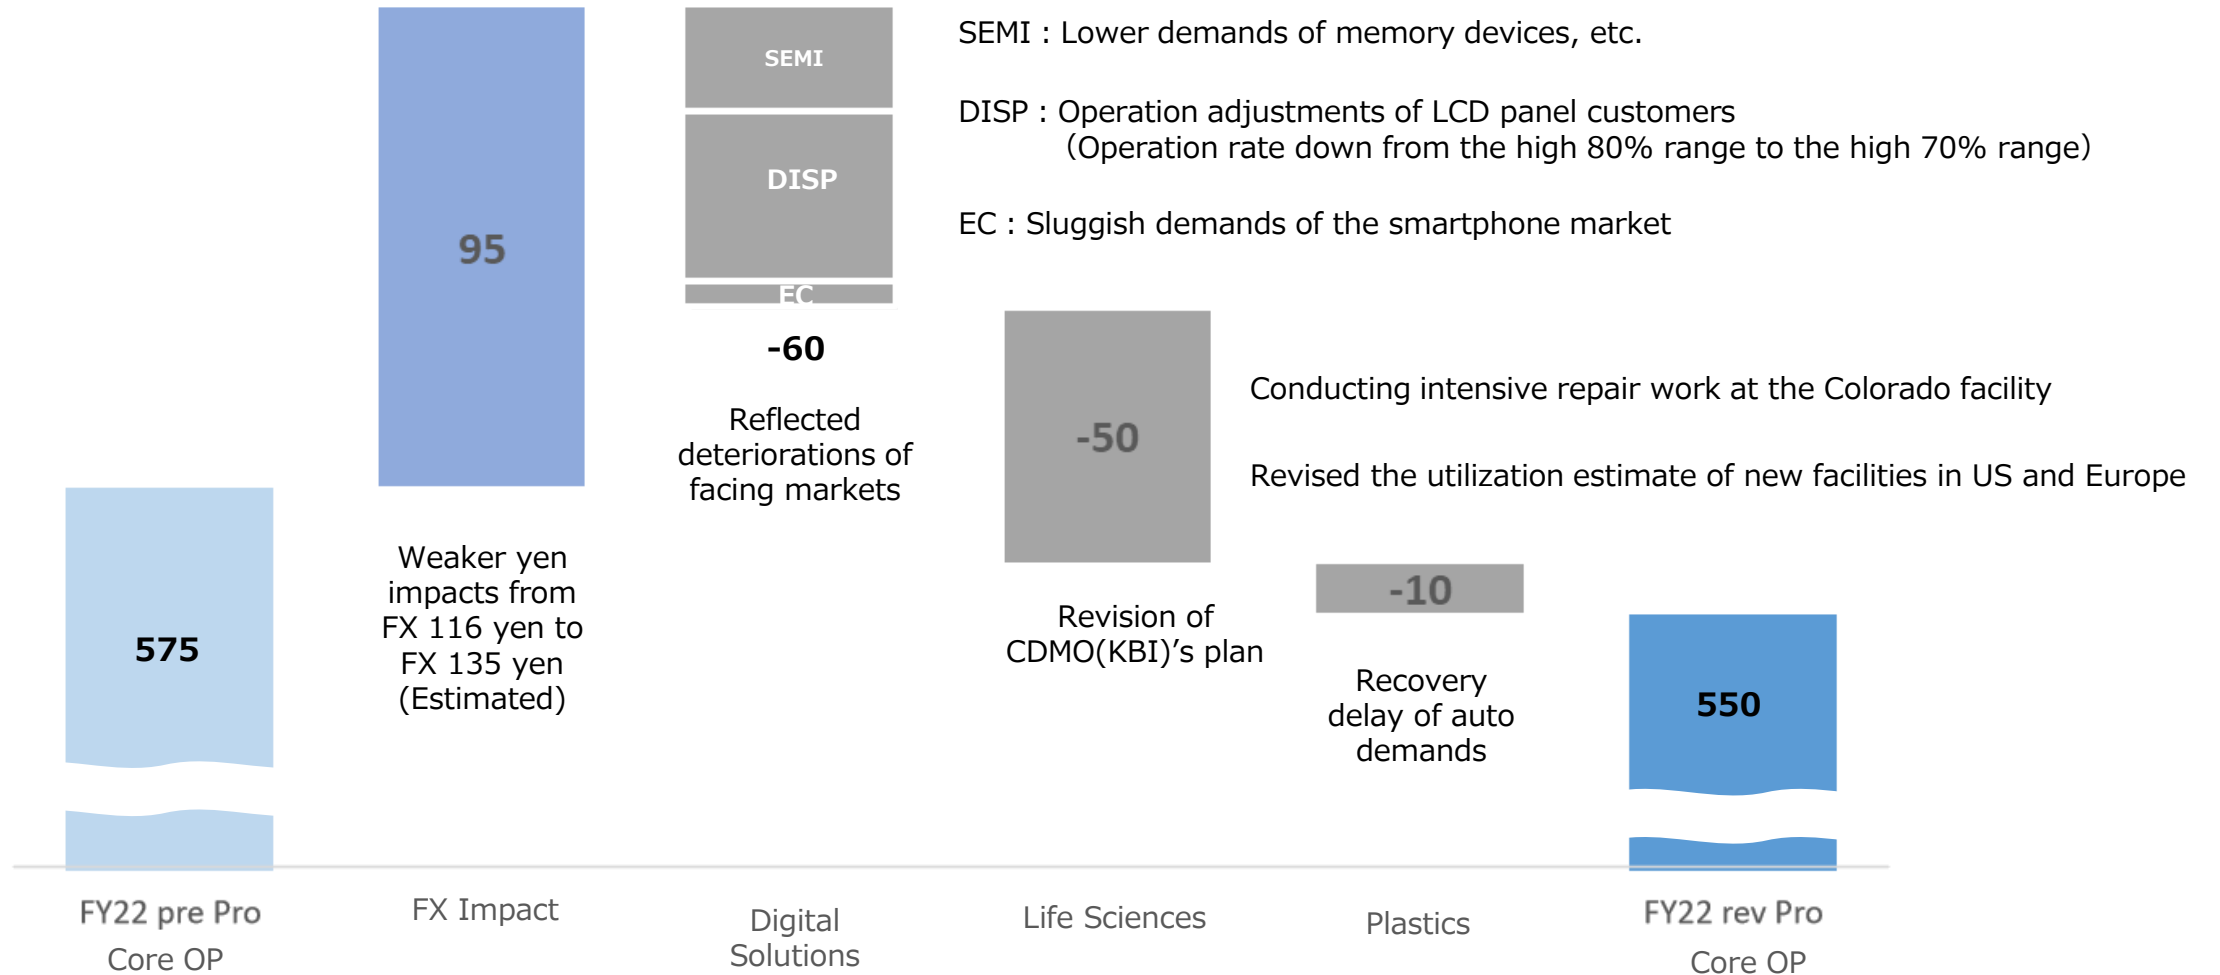 SEMI
DISP
EC
-60
Reflected
deteriorations of
facing markets
SEMI : Lower demands of memory devices, etc.
DISP : Operation adjustments of LCD panel customers
（Operation rate down from the high 80% range to the high 70% range）
EC : Sluggish demands of the smartphone market
95
Weaker yen
impacts from
FX 116 yen to
FX 135 yen
(Estimated)
575
-50
Revision of
CDMO(KBI)’s plan
Conducting intensive repair work at the Colorado facility
Revised the utilization estimate of new facilities in US and Europe
-10
Recovery
delay of auto
demands
550
FY22 pre Pro
Core OP
FX Impact
Digital
Solutions
Life Sciences
Plastics
FY22 rev Pro
Core OP